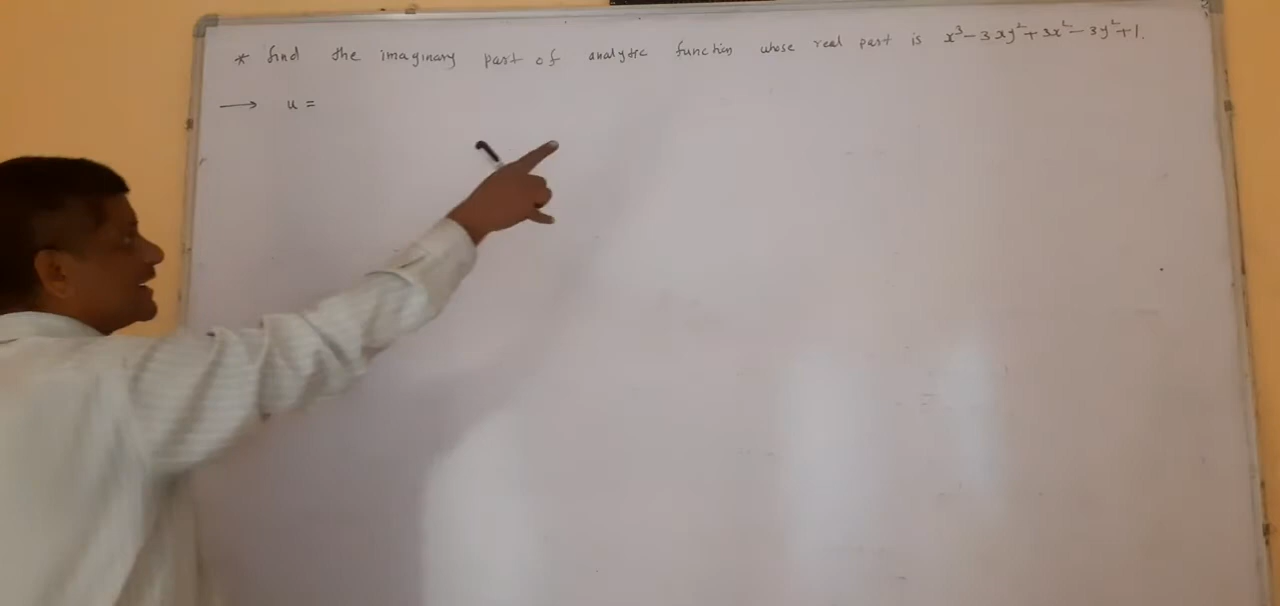 * find the imaginary part of analytic function whose real part is x³ - 3xy² + 3x² - 3y² + 1.
→ u =